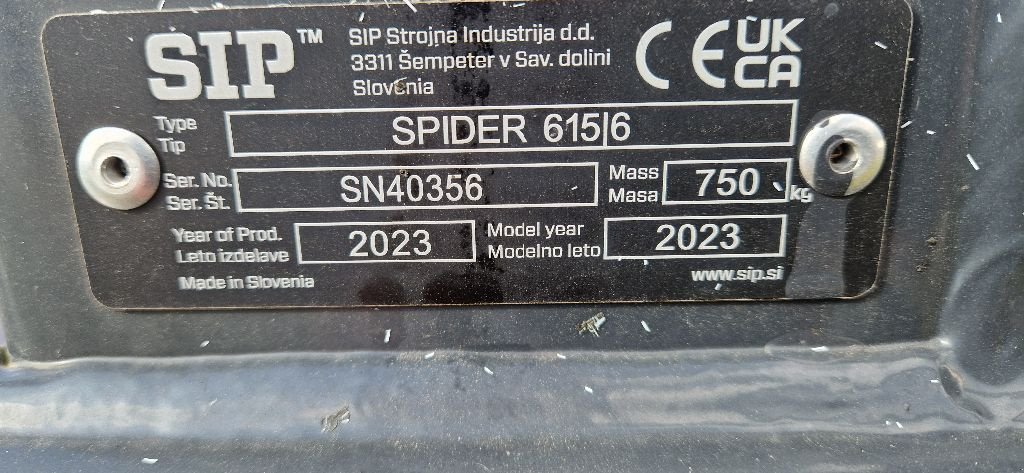 SIP™
SIP Strojna Industrija d.d.
3311 Šempeter v Sav. dolini
Slovenia
CE UK CA
Type
Tip
SPIDER 615|6
Ser. No.
Ser. Št.
SN40356
Mass
Masa
750
kg
Year of Prod.
Leto izdelave
2023
Model year
Modelno leto
2023
Made in Slovenia
www.sip.si